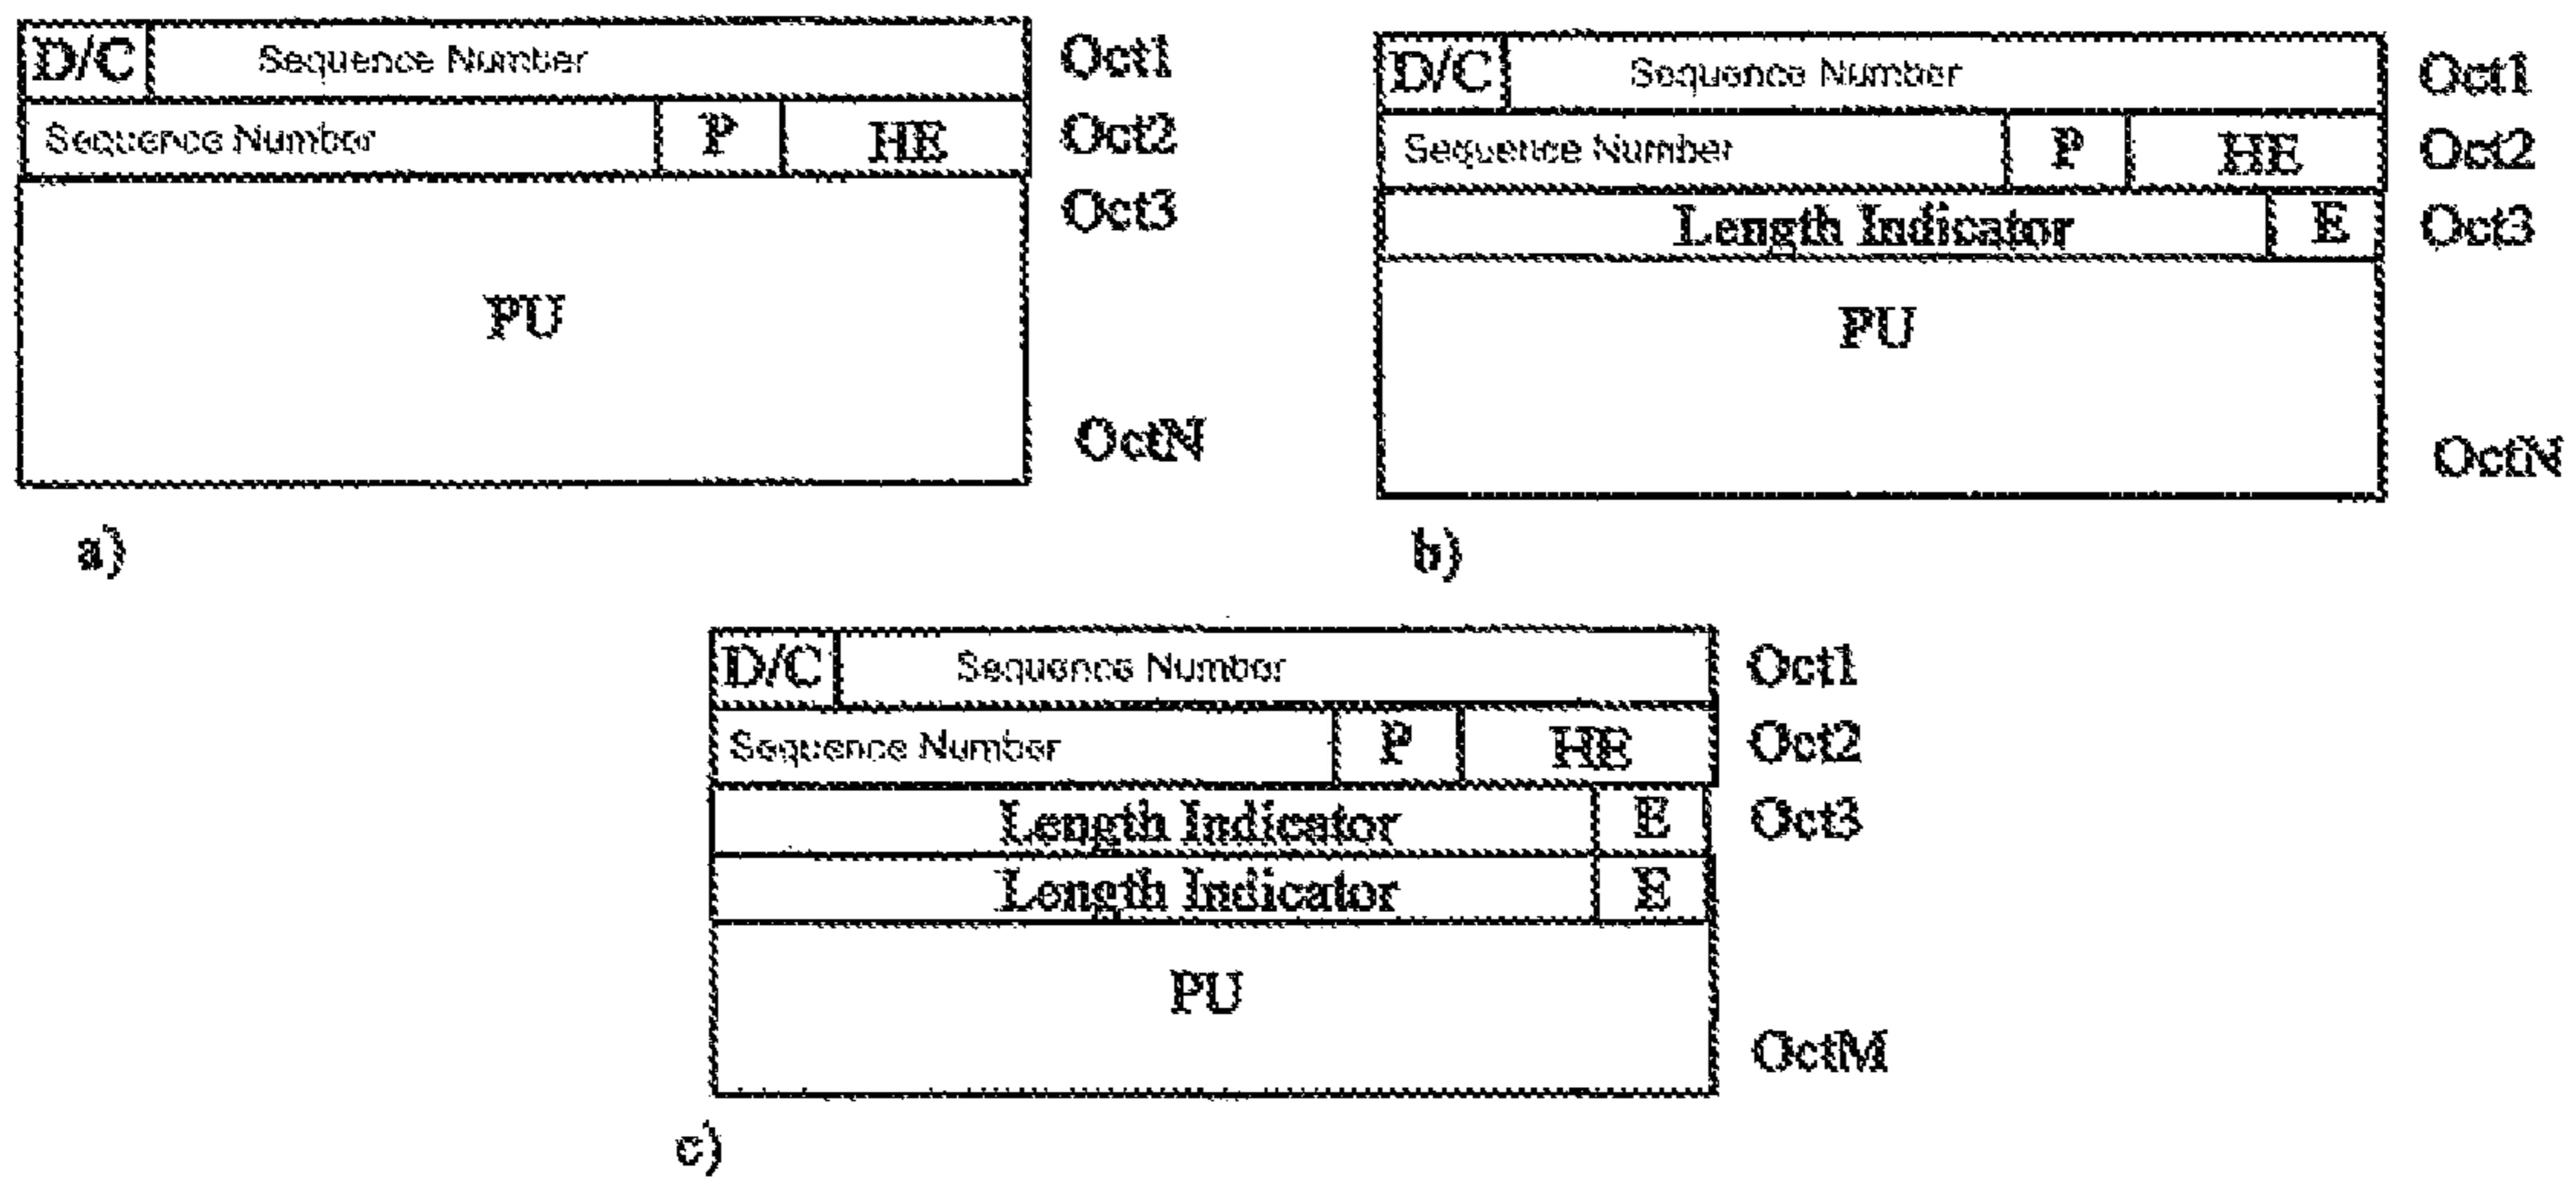 D/C Sequence Number Oct1
Sequence Number P HE Oct2
Oct3
PU
OctN
a)
D/C Sequence Number Oct1
Sequence Number P HE Oct2
Length Indicator E Oct3
PU
OctN
b)
D/C Sequence Number Oct1
Sequence Number P HE Oct2
Length Indicator E Oct3
Length Indicator E
PU
OctM
c)